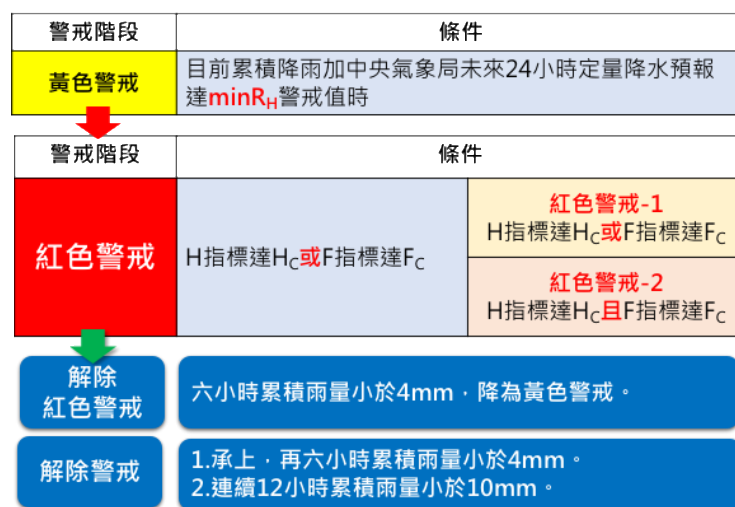 警戒階段
條件
黃色警戒
目前累積降雨加中央氣象局未來24小時定量降水預報
達minRH警戒值時
警戒階段
條件
紅色警戒
H指標達HC或F指標達FC
紅色警戒-1
H指標達HC或F指標達FC
紅色警戒-2
H指標達HC且F指標達FC
解除
紅色警戒
六小時累積雨量小於4mm，降為黃色警戒。
解除警戒
1.承上，再六小時累積雨量小於4mm。
2.連續12小時累積雨量小於10mm。